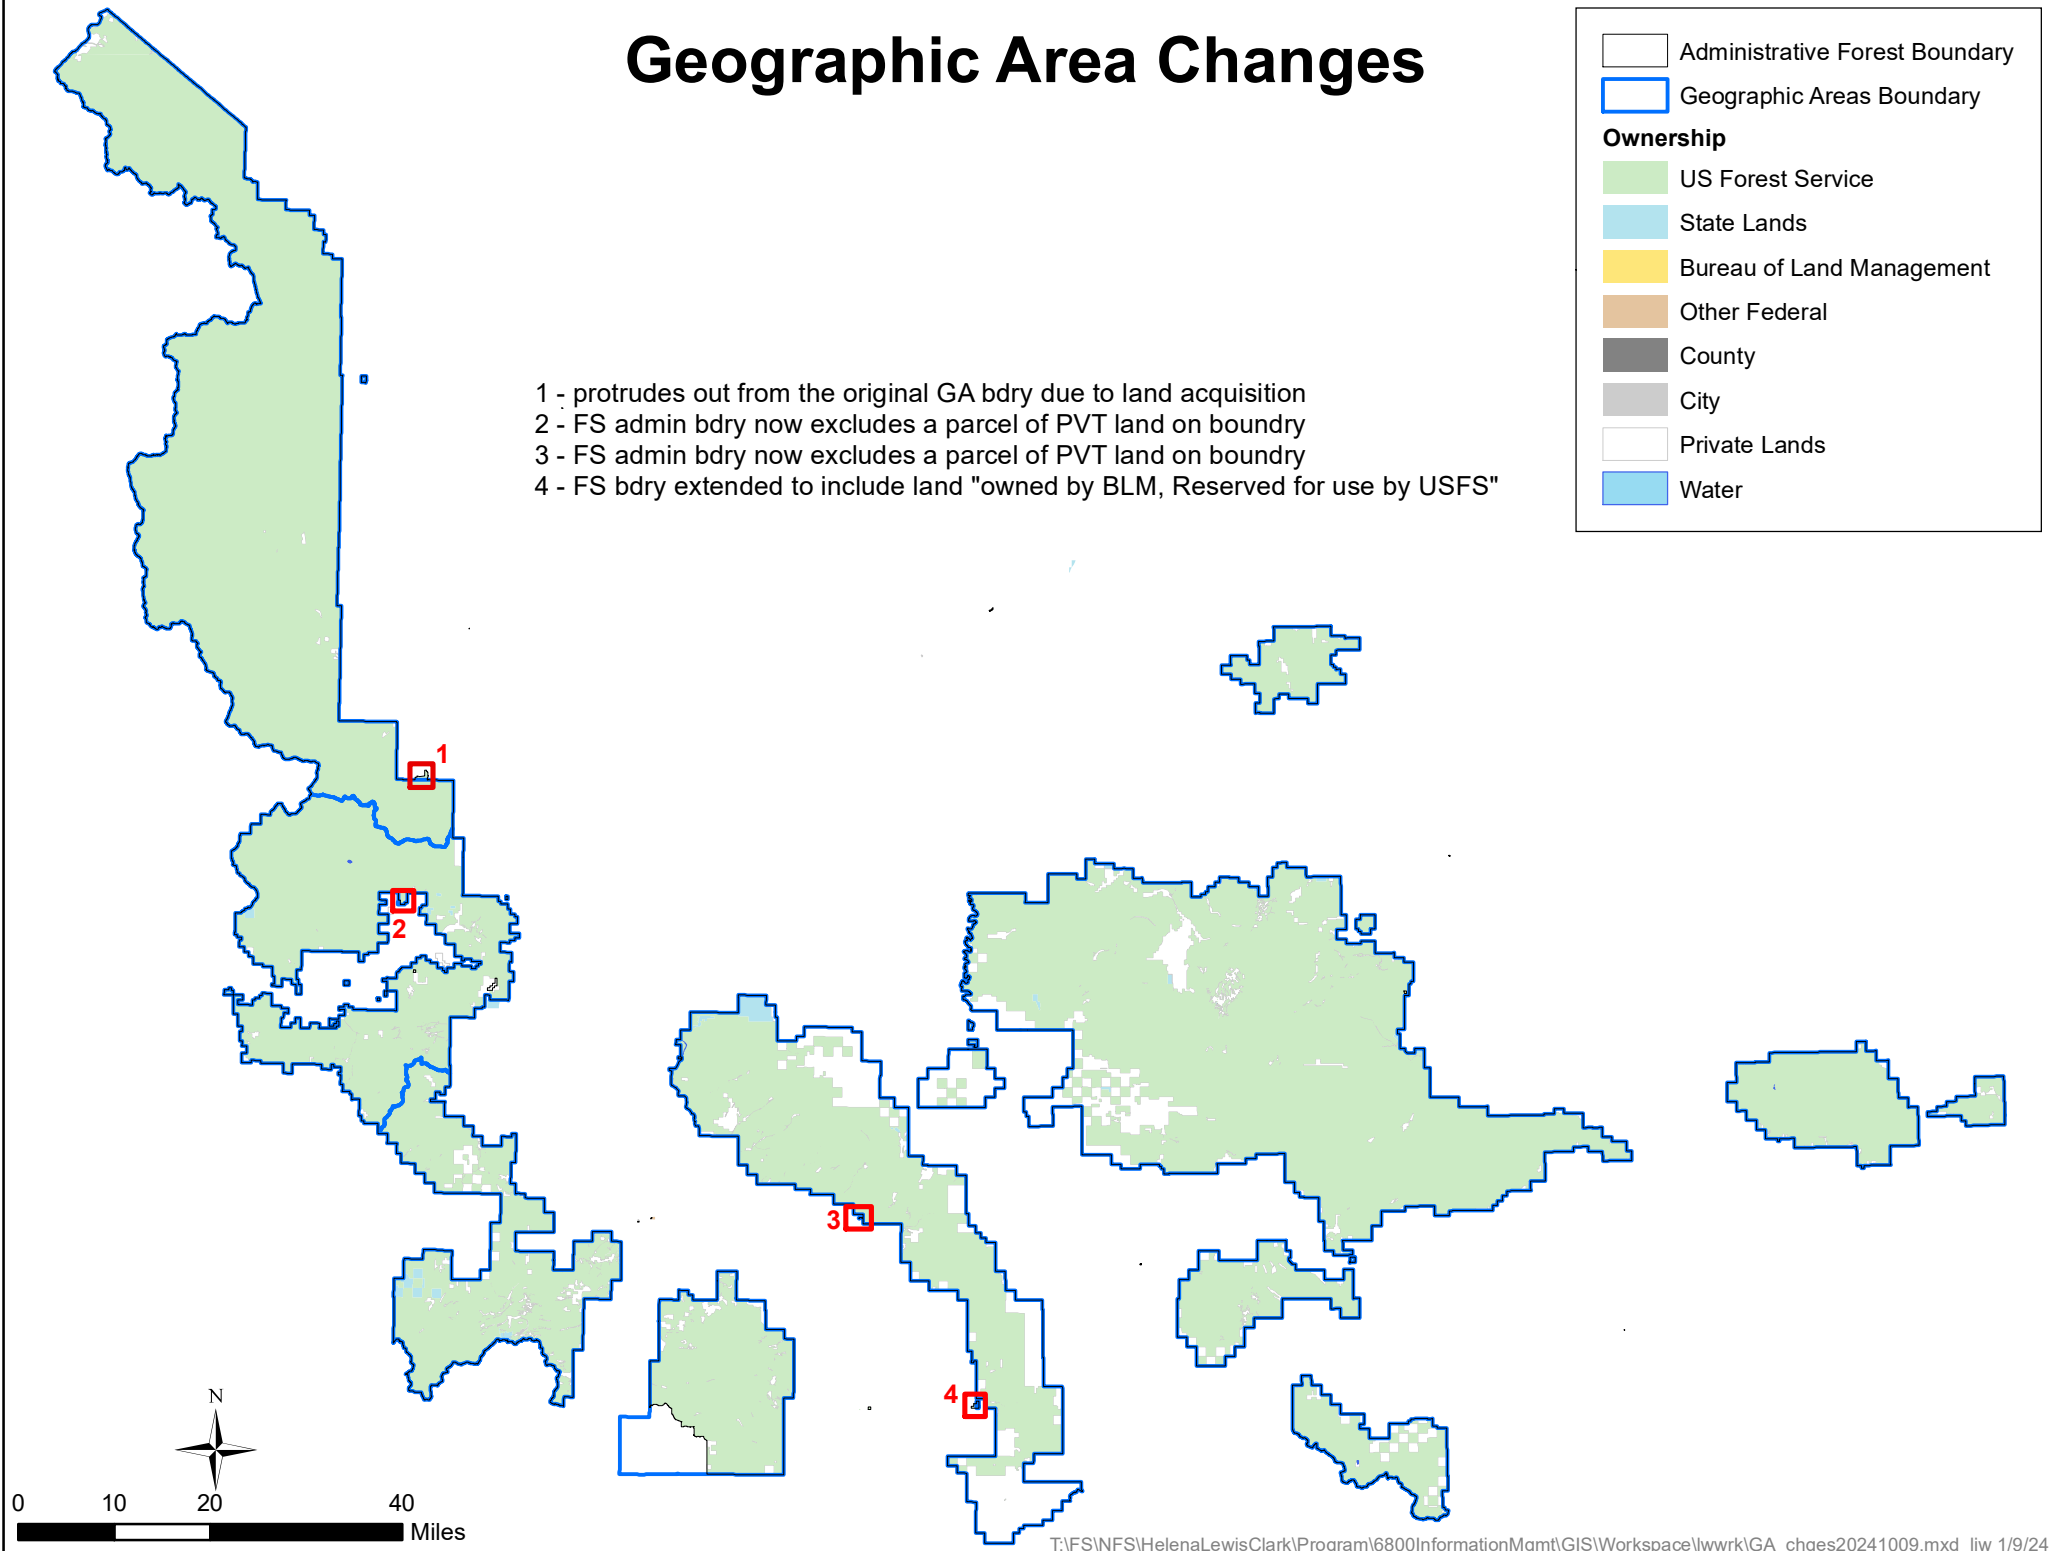 Geographic Area Changes
Administrative Forest Boundary
Geographic Areas Boundary
Ownership
US Forest Service
State Lands
Bureau of Land Management
Other Federal
County
City
Private Lands
Water
1 - protrudes out from the original GA bdry due to land acquisition
2 - FS admin bdry now excludes a parcel of PVT land on boundry
3 - FS admin bdry now excludes a parcel of PVT land on boundry
4 - FS bdry extended to include land "owned by BLM, Reserved for use by USFS"
1
2
3
4
N
0 10 20 40
Miles
T:\FS\NFS\HelenaLewisClark\Program\6800InformationMgmt\GIS\Workspace\lwwrk\GA_chges20241009.mxd ljw 1/9/24